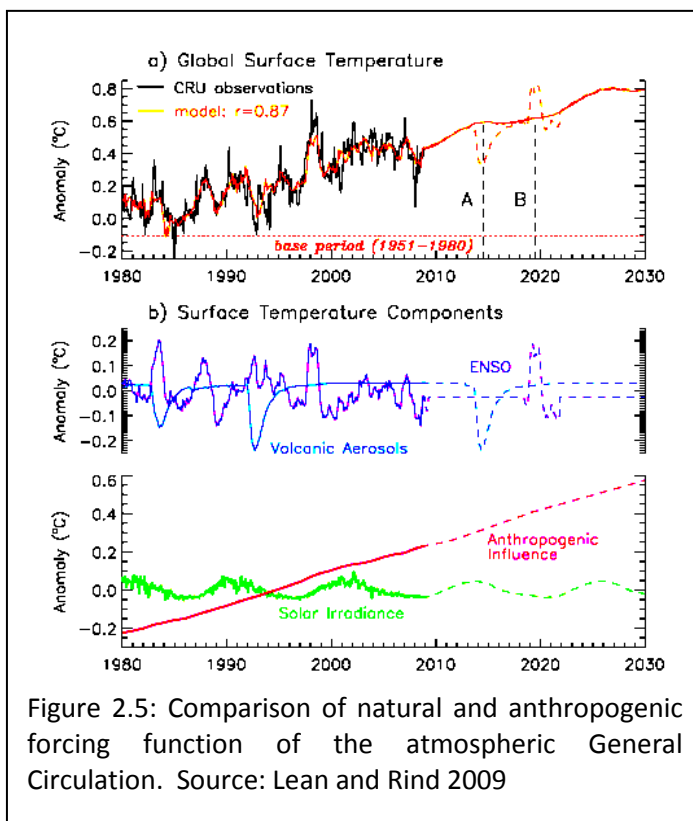 a) Global Surface Temperature
CRU observations
model: r=0.87
Anomaly (°C)
0.8
0.6
0.4
0.2
0.0
−0.2
A
B
base period (1951−1980)
1980 1990 2000 2010 2020 2030
b) Surface Temperature Components
Anomaly (°C)
0.2
0.1
0.0
−0.1
−0.2
ENSO
Volcanic Aerosols
Anomaly (°C)
0.6
0.4
0.2
0.0
−0.2
Anthropogenic
Influence
Solar Irradiance
1980 1990 2000 2010 2020 2030
Figure 2.5: Comparison of natural and anthropogenic
forcing function of the atmospheric General
Circulation. Source: Lean and Rind 2009